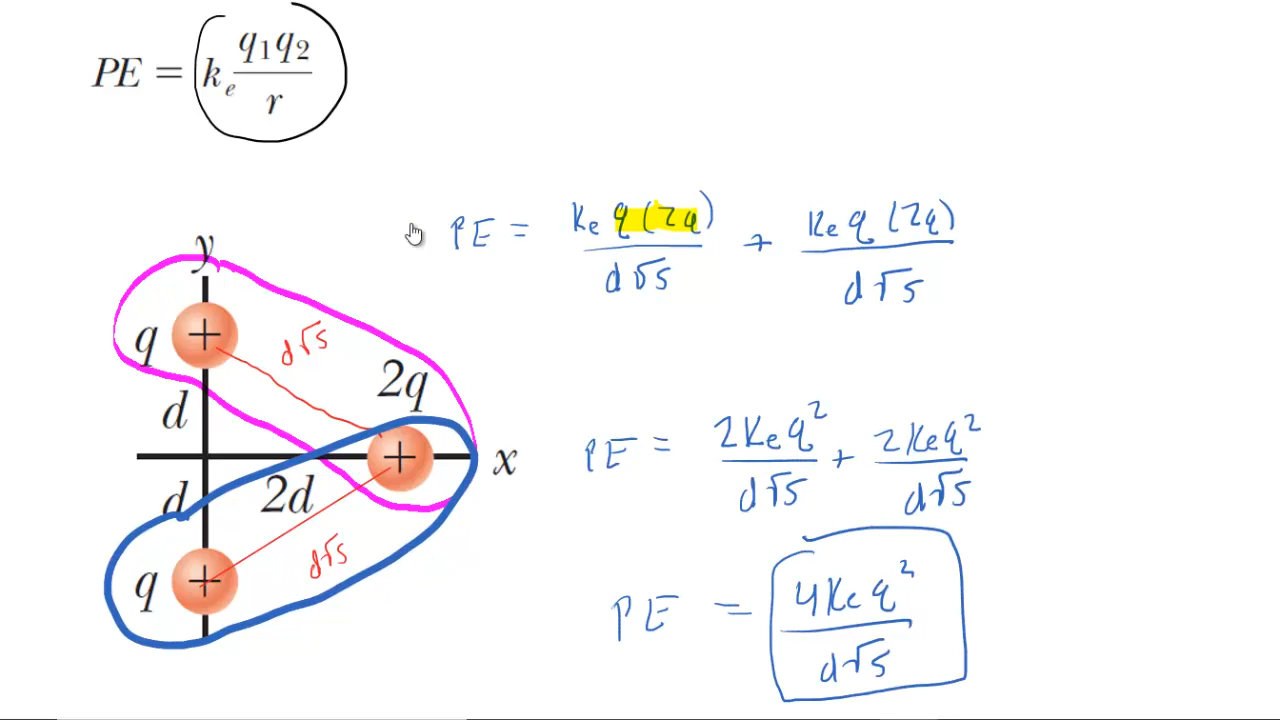 PE = k_e q₁q₂ / r
PE = Ke q (2q) / d√5 + Ke q (2q) / d√5
y
q
+
d√5
2q
d
+
x
d
2d
q
+
d√5
PE = 2Keq² / d√5 + 2Keq² / d√5
PE = 4Keq² / d√5